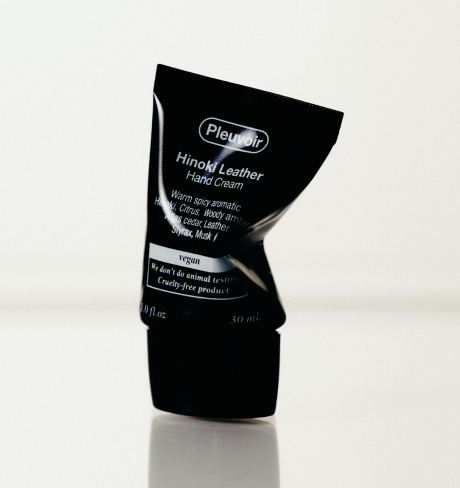 Pleuvoir
Hinoki Leather
Hand Cream
Warm spicy aromatic
Citrus, Woody
cedar, Leather
Styrax, Musk
vegan
We don't do animal
Cruelty-free product
30 mL